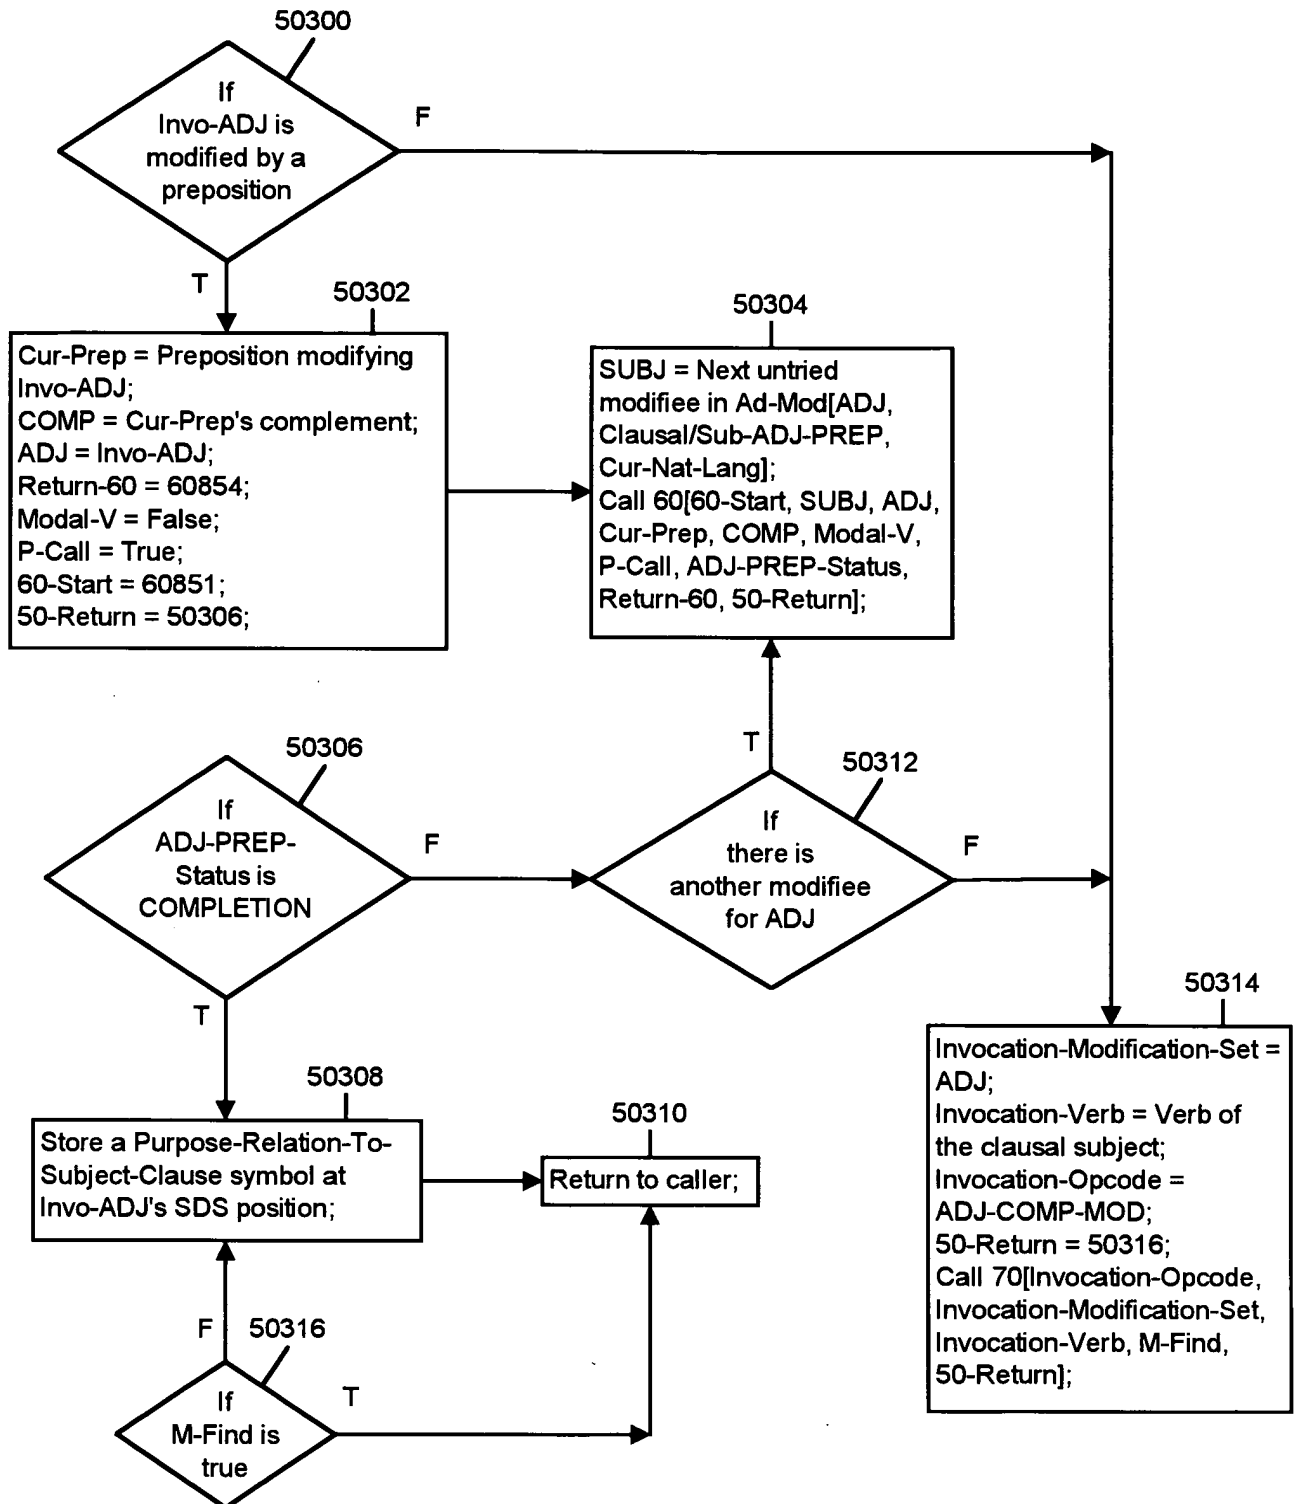 50300
If
Invo-ADJ is
modified by a
preposition
F
T
50302
Cur-Prep = Preposition modifying
Invo-ADJ;
COMP = Cur-Prep's complement;
ADJ = Invo-ADJ;
Return-60 = 60854;
Modal-V = False;
P-Call = True;
60-Start = 60851;
50-Return = 50306;
50304
SUBJ = Next untried
modifiee in Ad-Mod[ADJ,
Clausal/Sub-ADJ-PREP,
Cur-Nat-Lang];
Call 60[60-Start, SUBJ, ADJ,
Cur-Prep, COMP, Modal-V,
P-Call, ADJ-PREP-Status,
Return-60, 50-Return];
50306
If
ADJ-PREP-
Status is
COMPLETION
F
T
50312
If
there is
another modifiee
for ADJ
T
F
50308
Store a Purpose-Relation-To-
Subject-Clause symbol at
Invo-ADJ's SDS position;
50310
Return to caller;
50314
Invocation-Modification-Set =
ADJ;
Invocation-Verb = Verb of
the clausal subject;
Invocation-Opcode =
ADJ-COMP-MOD;
50-Return = 50316;
Call 70[Invocation-Opcode,
Invocation-Modification-Set,
Invocation-Verb, M-Find,
50-Return];
50316
If
M-Find is
true
F
T